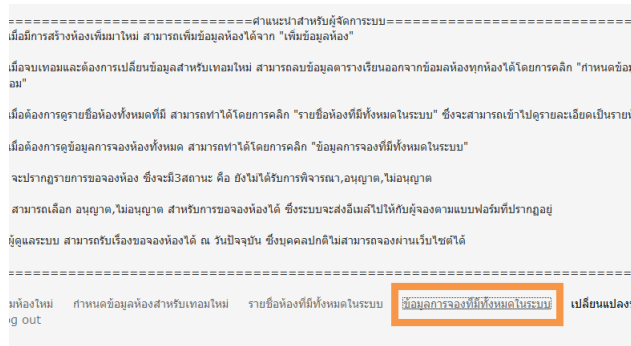 ============================คำแนะนำสำหรับผู้จัดการระบบ============================
เมื่อมีการสร้างห้องเพิ่มมาใหม่ สามารถเพิ่มข้อมูลห้องได้จาก "เพิ่มข้อมูลห้อง"
เมื่อจบเทอมและต้องการเปลี่ยนข้อมูลสำหรับเทอมใหม่ สามารถลบข้อมูลตารางเรียนออกจากข้อมลห้องทุกห้องได้โดยการคลิก "กำหนดข้อม
อม"
เมื่อต้องการดูรายชื่อห้องทั้งหมดที่มี สามารถทำได้โดยการคลิก "รายชื่อห้องที่มีทั้งหมดในระบบ" ซึ่งจะสามารถเข้าไปดูรายละเอียดเป็นราย
เมื่อต้องการดูข้อมูลการจองห้องทั้งหมด สามารถทำได้โดยการคลิก "ข้อมูลการจองที่มีทั้งหมดในระบบ"
จะปรากฏรายการขอจองห้อง ซึ่งจะมี3สถานะ คือ ยังไม่ได้รับการพิจารณา,อนุญาต,ไม่อนุญาต
สามารถเลือก อนุญาต,ไม่อนุญาต สำหรับการขอจองห้องได้ ซึ่งระบบจะส่งอีเมล์ไปให้กับผู้จองตามแบบฟอร์มที่ปรากฏอยู่
ผู้ดูแลระบบ สามารถรับเรื่องขอจองห้องได้ ณ วันปัจจุบัน ซึ่งบุคคลปกติไม่สามารถจองผ่านเว็บไซต์ได้
==================================================================================
มห้องใหม่ กำหนดข้อมูลห้องสำหรับเทอมใหม่ รายชื่อห้องที่มีทั้งหมดในระบบ ข้อมูลการจองที่มีทั้งหมดในระบบ เปลี่ยนแปลงร
og out